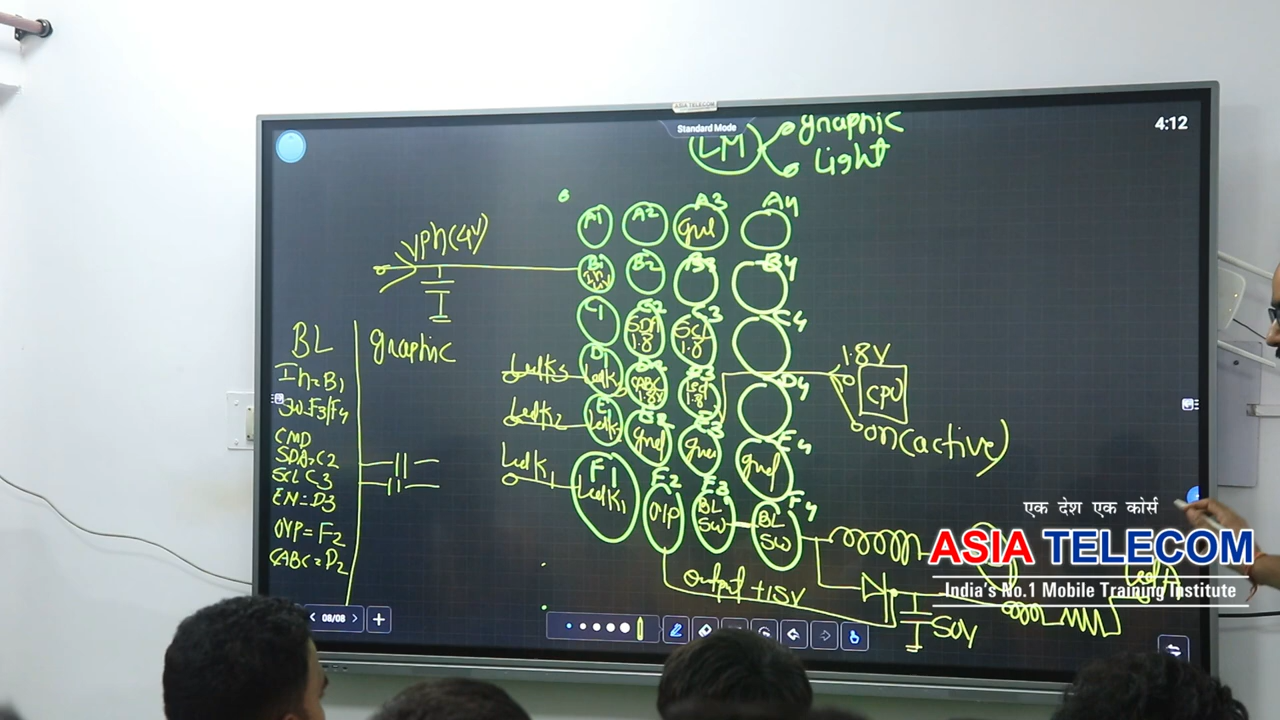 ASIA TELECOM
Standard Mode
4:12
LM
graphic
Light
A1 A2 A3 A4
gnd
Vph(4V)
B1 B2 B3 B4
C1 C2 C3 C4
SDA 1.8 SCL 1.8
BL
graphic
In=B1
SW=F3/F4
CMD
SDA=C2
SCL C3
EN=D3
OVP=F2
CABC=D2
LedK3
D1 D4
CABC 1.8V
1.8V
CPU
on(active)
LedK2
E1 E2 E3 E4
gnd gnd gnd
LedK1
F1 F2 F3 F4
LedK1
OVP
BL SW
BL SW
output +15V
50V
LedA
08/08
एक देश एक कोर्स
ASIA TELECOM
India's No.1 Mobile Training Institute